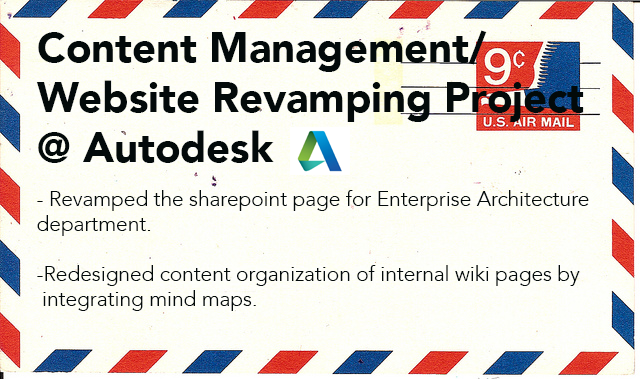 Content Management/
Website Revamping Project
@ Autodesk
9¢
U.S. AIR MAIL
- Revamped the sharepoint page for Enterprise Architecture
department.
-Redesigned content organization of internal wiki pages by
integrating mind maps.